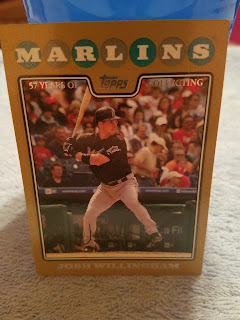 MARLINS
57 YEARS OF Topps COLLECTING
JOSH WILLINGHAM